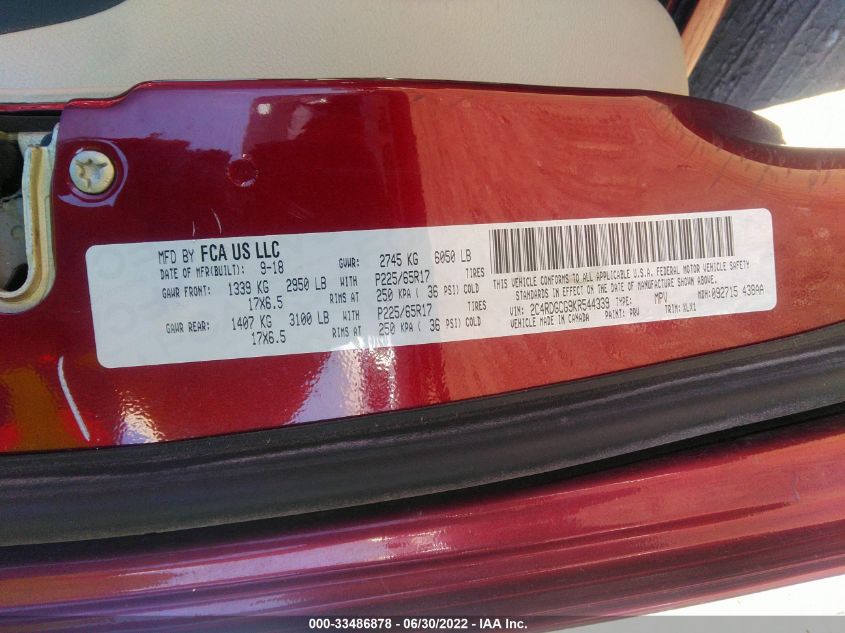 MFD BY FCA US LLC
DATE OF MFR(BUILT): 9-18 GVWR: 2745 KG 6050 LB
GAWR FRONT: 1339 KG 2950 LB WITH P225/65R17 TIRES
17X6.5 RIMS AT 250 KPA ( 36 PSI) COLD
GAWR REAR: 1407 KG 3100 LB WITH P225/65R17 TIRES
17X6.5 RIMS AT 250 KPA ( 36 PSI) COLD
THIS VEHICLE CONFORMS TO ALL APPLICABLE U.S.A. FEDERAL MOTOR VEHICLE SAFETY
STANDARDS IN EFFECT ON THE DATE OF MANUFACTURE SHOWN ABOVE.
VIN: 2C4RDGCG9KR544339 TYPE: MPV MDH: 092715 438AA
VEHICLE MADE IN CANADA PAINT: PRV TRIM: XLX1
000-33486878 - 06/30/2022 - IAA Inc.